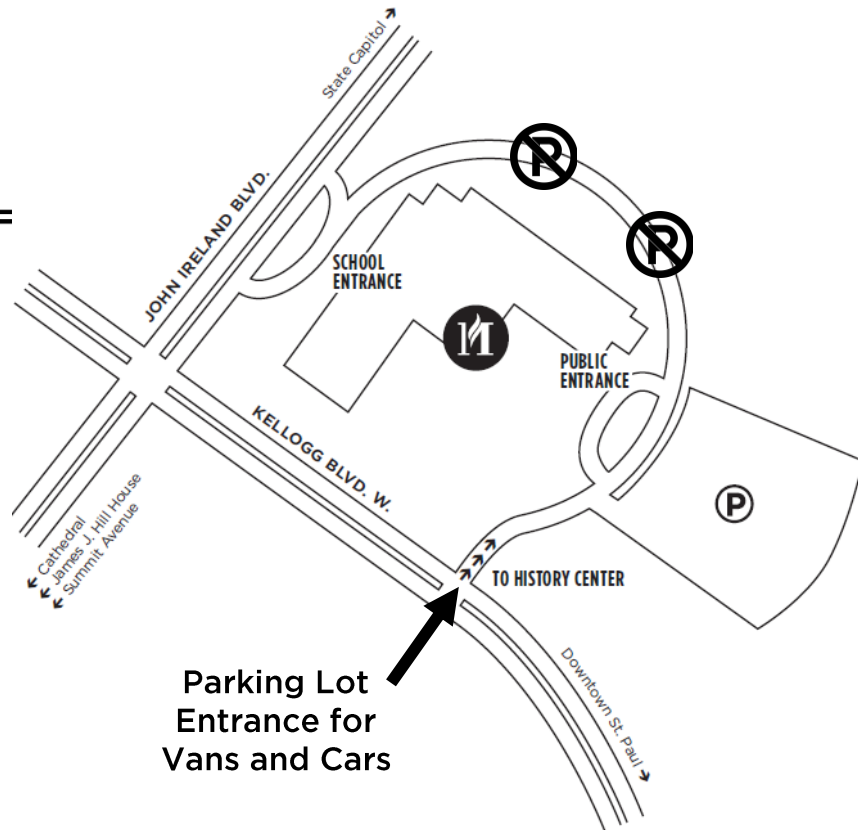 State Capitol
JOHN IRELAND BLVD.
P
P
SCHOOL
ENTRANCE
PUBLIC
ENTRANCE
KELLOGG BLVD. W.
P
Cathedral
James J. Hill House
Summit Avenue
TO HISTORY CENTER
Parking Lot
Entrance for
Vans and Cars
Downtown St. Paul